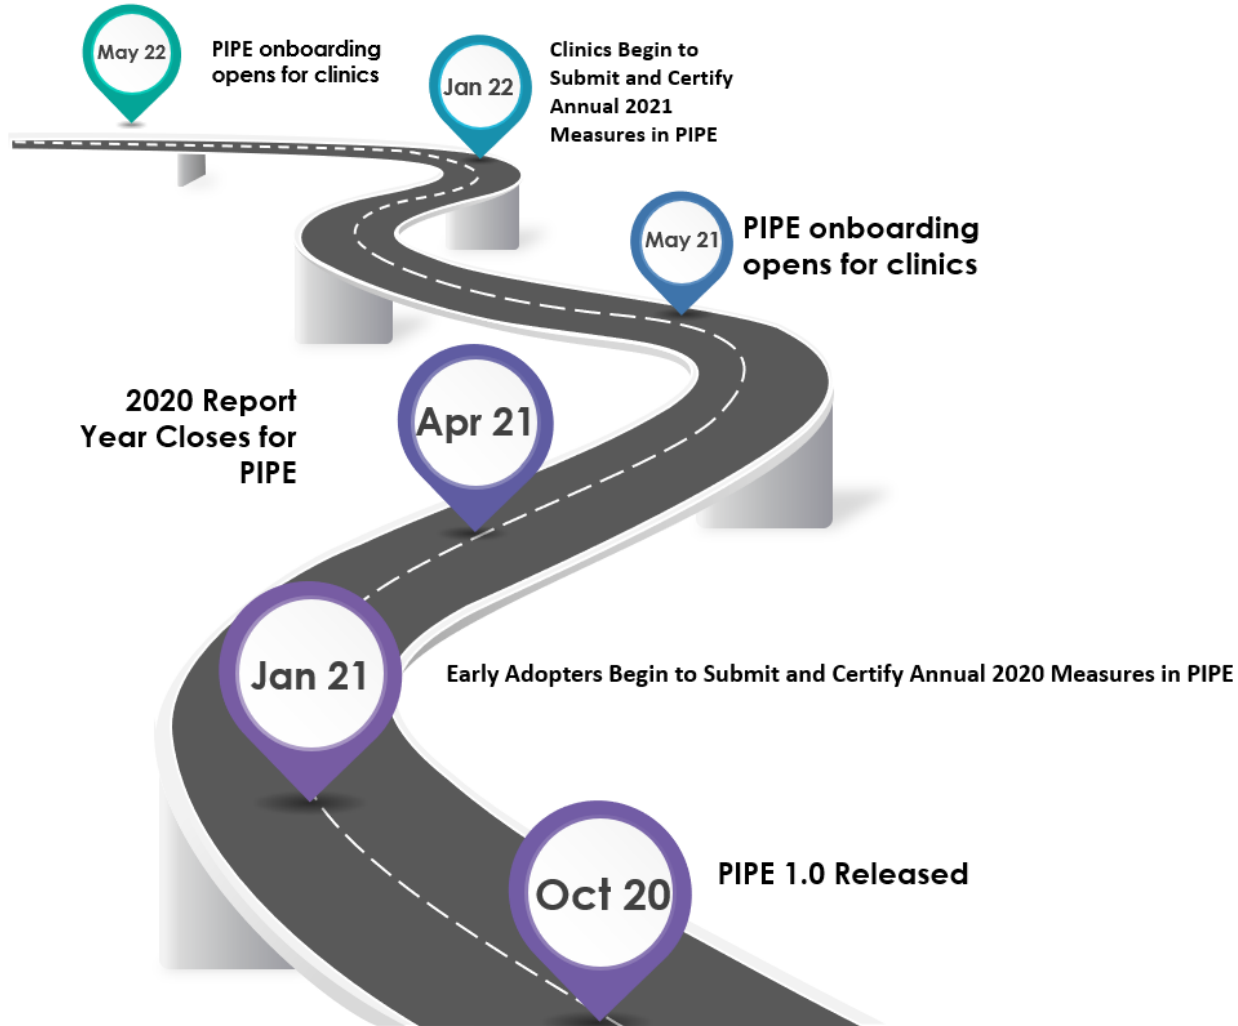 May 22
PIPE onboarding
opens for clinics
Jan 22
Clinics Begin to
Submit and Certify
Annual 2021
Measures in PIPE
May 21
PIPE onboarding
opens for clinics
Apr 21
2020 Report
Year Closes for
PIPE
Jan 21
Early Adopters Begin to Submit and Certify Annual 2020 Measures in PIPE
Oct 20
PIPE 1.0 Released